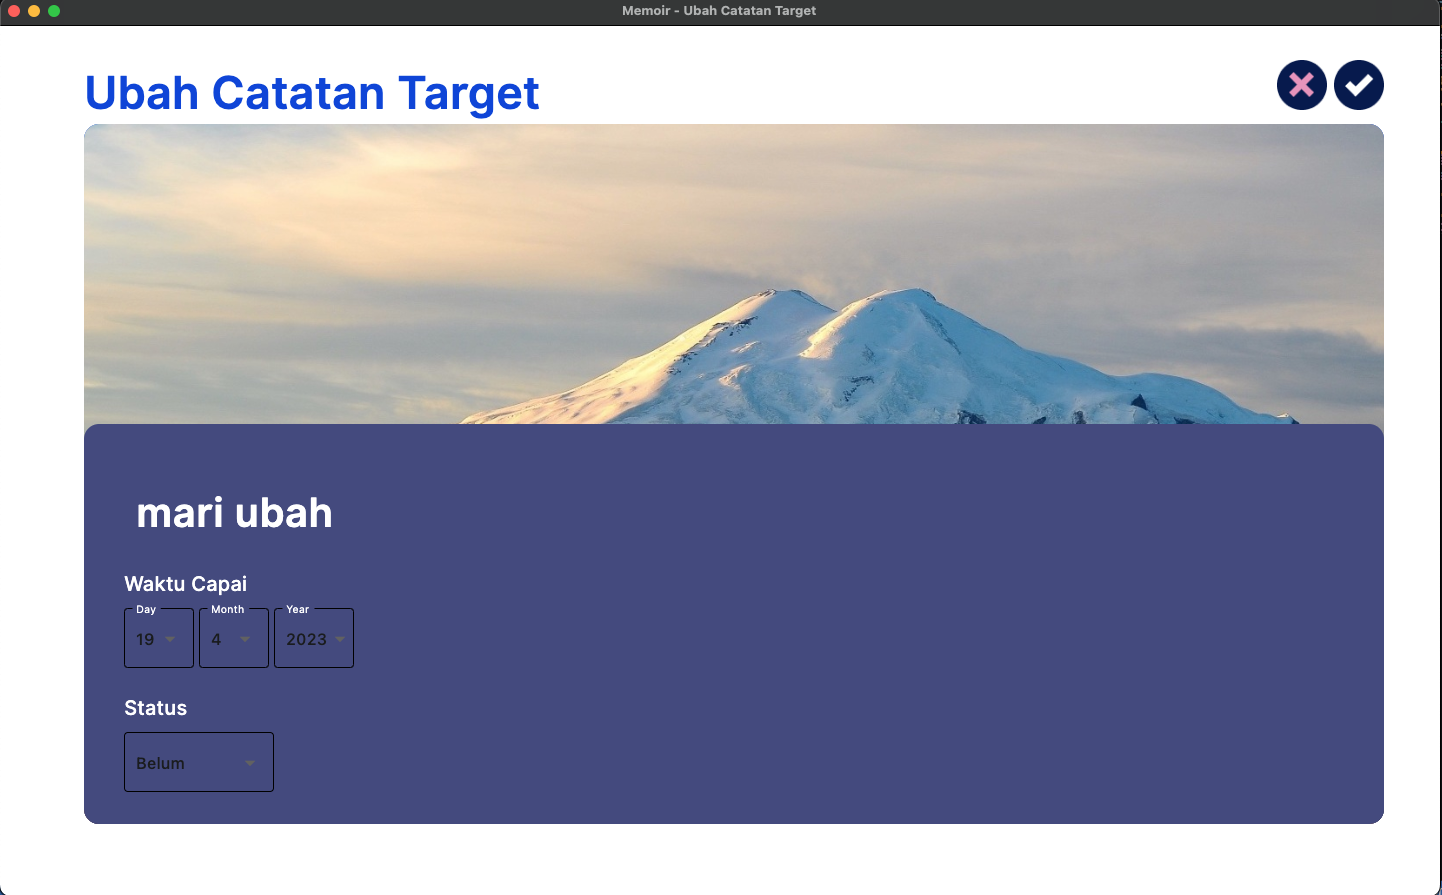 Memoir - Ubah Catatan Target
Ubah Catatan Target
mari ubah
Waktu Capai
Day Month Year
19 4 2023
Status
Belum